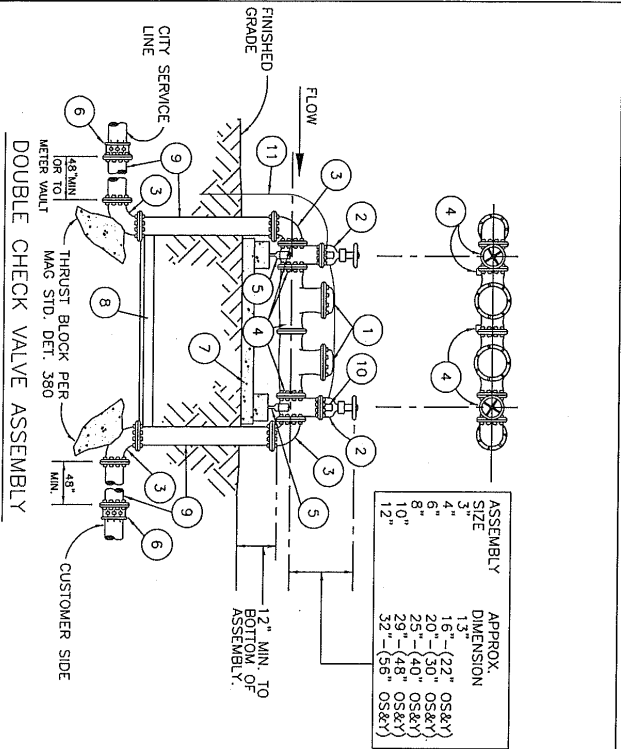 FINISHED
GRADE
CITY SERVICE
LINE
FLOW
4
4
2
3
11
1
10
2
4
5
3
5
7
6
9
3
8
9
3
9
6
48"MIN
OR TO
METER VAULT
THRUST BLOCK PER
MAG STD. DET. 380
48"
MIN.
CUSTOMER SIDE
12" MIN. TO
BOTTOM OF
ASSEMBLY.
ASSEMBLY APPROX.
SIZE DIMENSION
3" 13"
4" 16"-(22" OS&Y)
6" 20"-(30" OS&Y)
8" 25"-(40" OS&Y)
10" 29"-(48" OS&Y)
12" 32"-(56" OS&Y)
DOUBLE CHECK VALVE ASSEMBLY